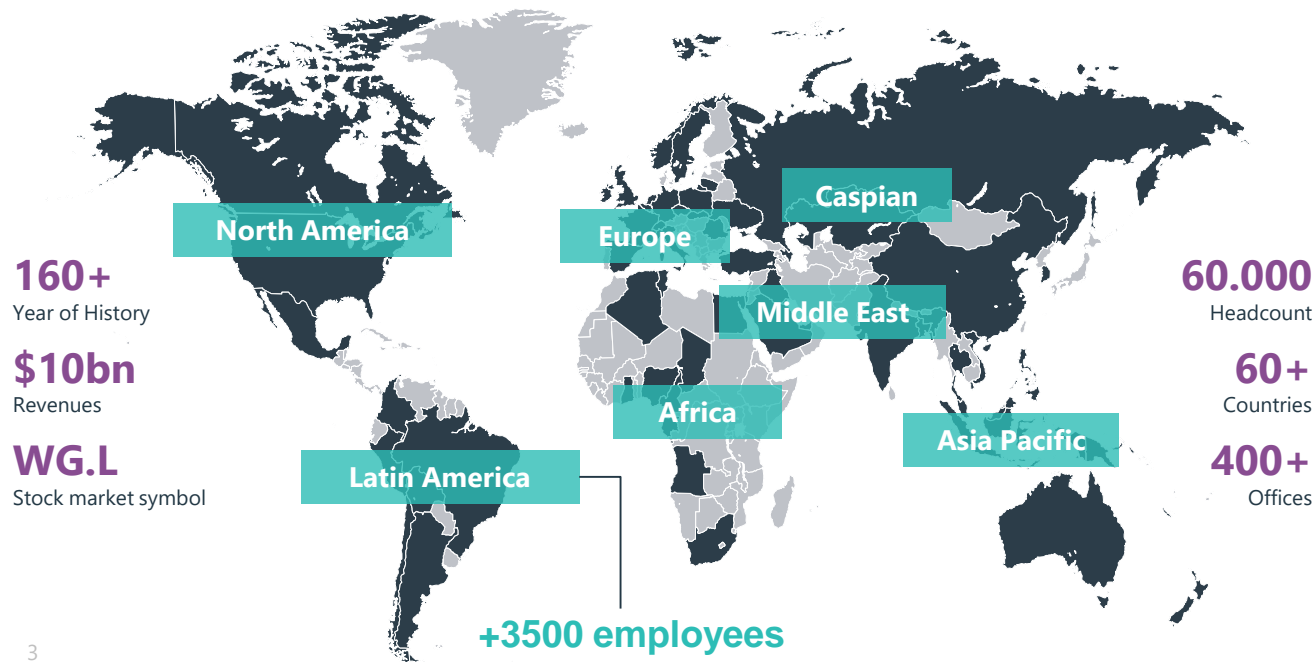 North America
Europe
Caspian
Middle East
Africa
Asia Pacific
Latin America
160+
Year of History
$10bn
Revenues
WG.L
Stock market symbol
60.000
Headcount
60+
Countries
400+
Offices
+3500 employees
3